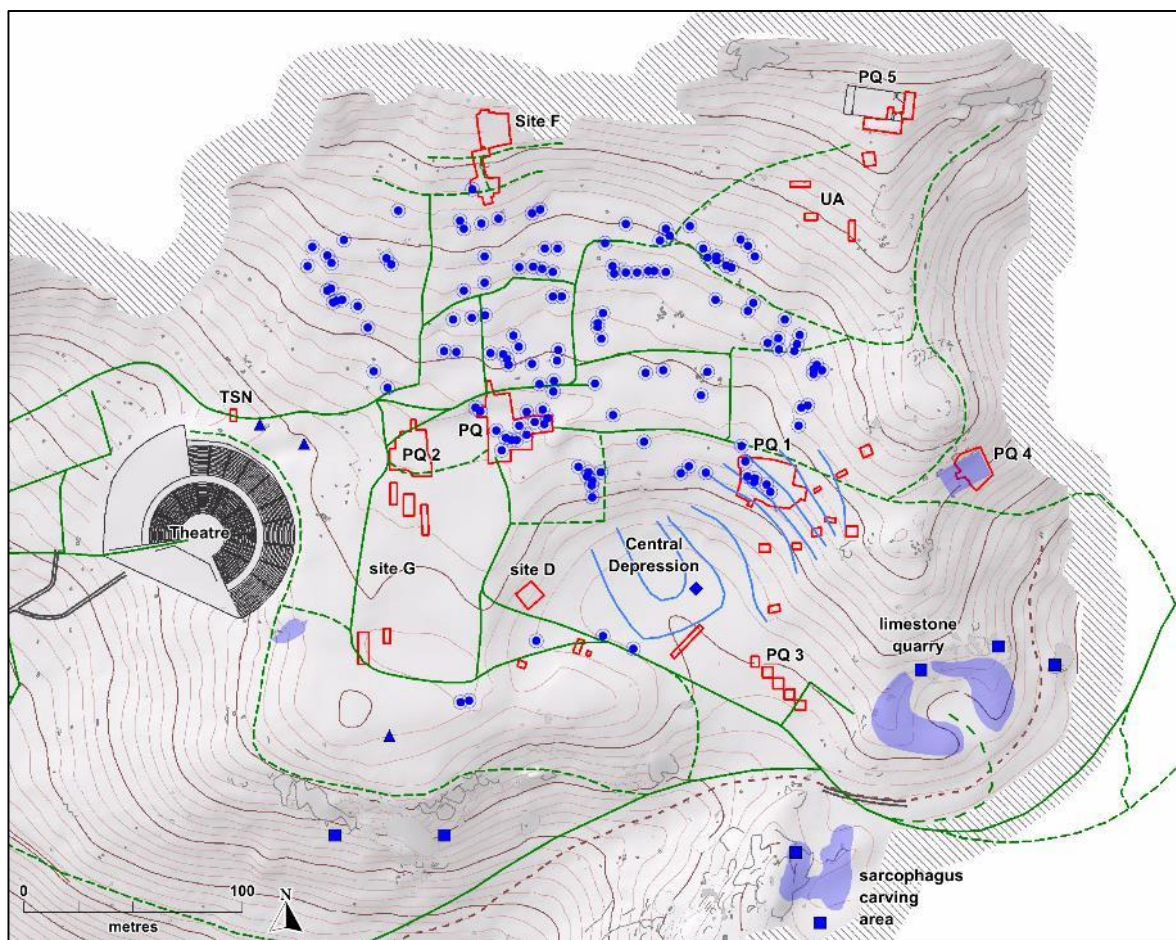 PQ 5
Site F
UA
TSN
PQ
PQ 2
PQ 1
PQ 4
Theatre
Central
Depression
site G
site D
limestone
quarry
PQ 3
sarcophagus
carving
area
0 100
metres
N